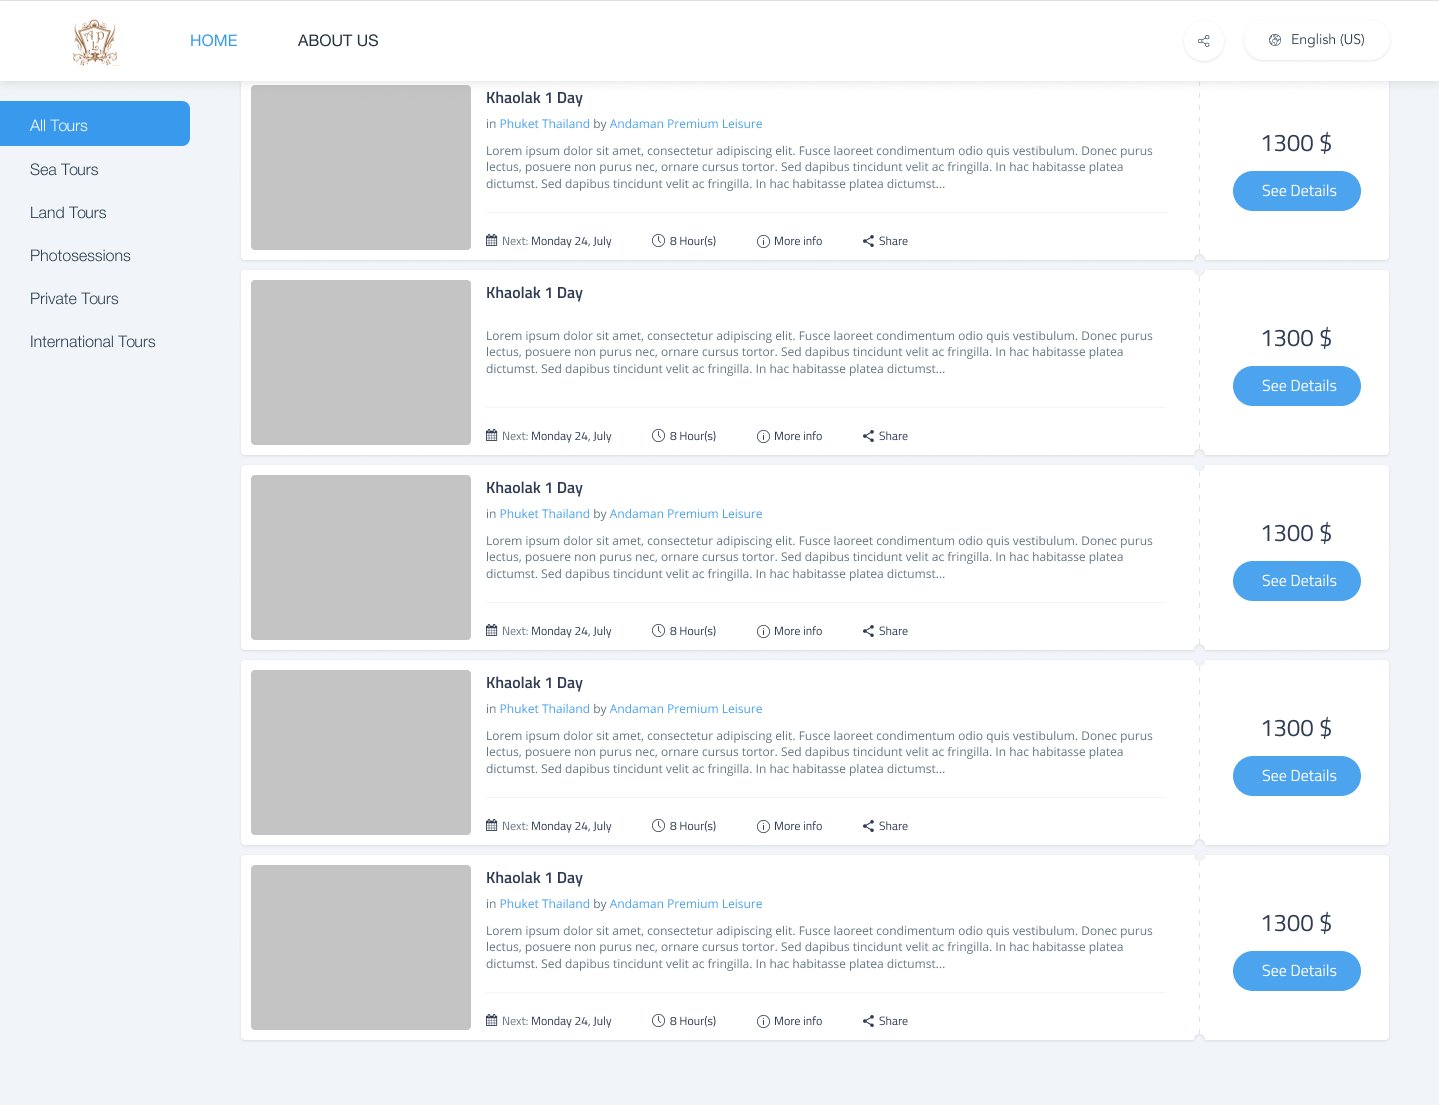 HOME
ABOUT US
English (US)
All Tours
Sea Tours
Land Tours
Photosessions
Private Tours
International Tours
Khaolak 1 Day
in Phuket Thailand by Andaman Premium Leisure
Lorem ipsum dolor sit amet, consectetur adipiscing elit. Fusce laoreet condimentum odio quis vestibulum. Donec purus
lectus, posuere non purus nec, ornare cursus tortor. Sed dapibus tincidunt velit ac fringilla. In hac habitasse platea
dictumst. Sed dapibus tincidunt velit ac fringilla. In hac habitasse platea dictumst...
Next: Monday 24, July
8 Hour(s)
More info
Share
1300 $
See Details
Khaolak 1 Day
Lorem ipsum dolor sit amet, consectetur adipiscing elit. Fusce laoreet condimentum odio quis vestibulum. Donec purus
lectus, posuere non purus nec, ornare cursus tortor. Sed dapibus tincidunt velit ac fringilla. In hac habitasse platea
dictumst. Sed dapibus tincidunt velit ac fringilla. In hac habitasse platea dictumst...
Next: Monday 24, July
8 Hour(s)
More info
Share
1300 $
See Details
Khaolak 1 Day
in Phuket Thailand by Andaman Premium Leisure
Lorem ipsum dolor sit amet, consectetur adipiscing elit. Fusce laoreet condimentum odio quis vestibulum. Donec purus
lectus, posuere non purus nec, ornare cursus tortor. Sed dapibus tincidunt velit ac fringilla. In hac habitasse platea
dictumst. Sed dapibus tincidunt velit ac fringilla. In hac habitasse platea dictumst...
Next: Monday 24, July
8 Hour(s)
More info
Share
1300 $
See Details
Khaolak 1 Day
in Phuket Thailand by Andaman Premium Leisure
Lorem ipsum dolor sit amet, consectetur adipiscing elit. Fusce laoreet condimentum odio quis vestibulum. Donec purus
lectus, posuere non purus nec, ornare cursus tortor. Sed dapibus tincidunt velit ac fringilla. In hac habitasse platea
dictumst. Sed dapibus tincidunt velit ac fringilla. In hac habitasse platea dictumst...
Next: Monday 24, July
8 Hour(s)
More info
Share
1300 $
See Details
Khaolak 1 Day
in Phuket Thailand by Andaman Premium Leisure
Lorem ipsum dolor sit amet, consectetur adipiscing elit. Fusce laoreet condimentum odio quis vestibulum. Donec purus
lectus, posuere non purus nec, ornare cursus tortor. Sed dapibus tincidunt velit ac fringilla. In hac habitasse platea
dictumst. Sed dapibus tincidunt velit ac fringilla. In hac habitasse platea dictumst...
Next: Monday 24, July
8 Hour(s)
More info
Share
1300 $
See Details